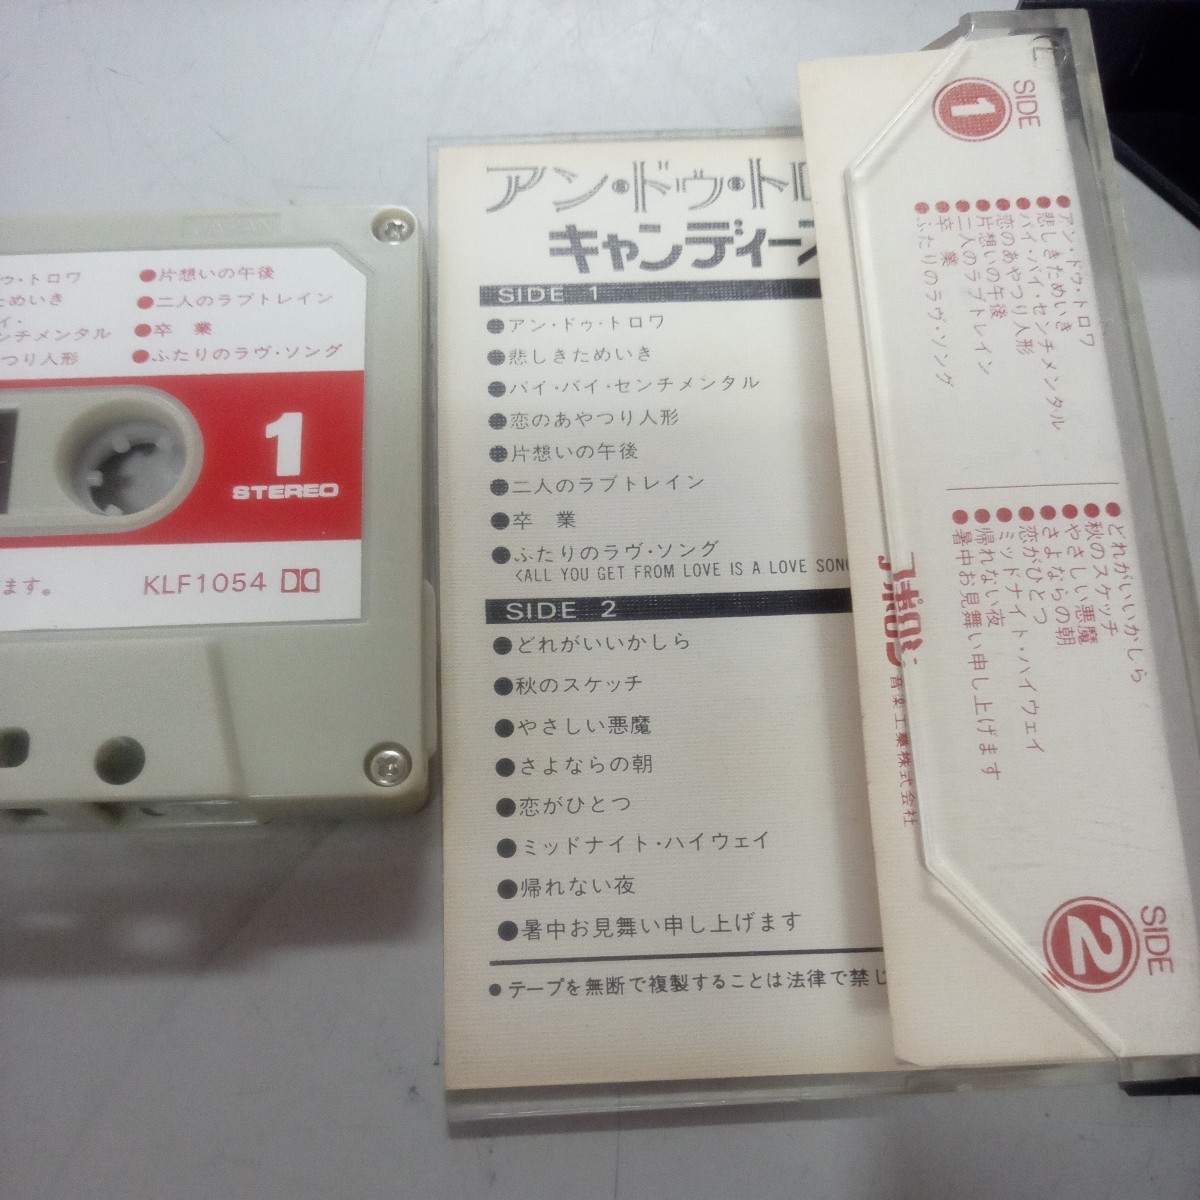 ゥ・トロワ
ためいき
イ・
ンチメンタル
つり人形
●片想いの午後
●二人のラブトレイン
●卒　業
●ふたりのラヴ・ソング
1
STEREO
ます。
KLF1054
アン・ドゥ・トロ
キャンディーズ
SIDE 1
●アン・ドゥ・トロワ
●悲しきためいき
●バイ・バイ・センチメンタル
●恋のあやつり人形
●片想いの午後
●二人のラブトレイン
●卒　業
●ふたりのラヴ・ソング
<ALL YOU GET FROM LOVE IS A LOVE SONG
SIDE 2
●どれがいいかしら
●秋のスケッチ
●やさしい悪魔
●さよならの朝
●恋がひとつ
●ミッドナイト・ハイウェイ
●帰れない夜
●暑中お見舞い申し上げます
●テープを無断で複製することは法律で禁じ
SIDE
1
●アン・ドゥ・トロワ
●悲しきためいき
●バイ・バイ・センチメンタル
●恋のあやつり人形
●片想いの午後
●二人のラブトレイン
●卒　業
●ふたりのラヴ・ソング
●どれがいいかしら
●秋のスケッチ
●やさしい悪魔
●さよならの朝
●恋がひとつ
●ミッドナイト・ハイウェイ
●帰れない夜
●暑中お見舞い申し上げます
SIDE
2
アポロン
音楽工業株式会社